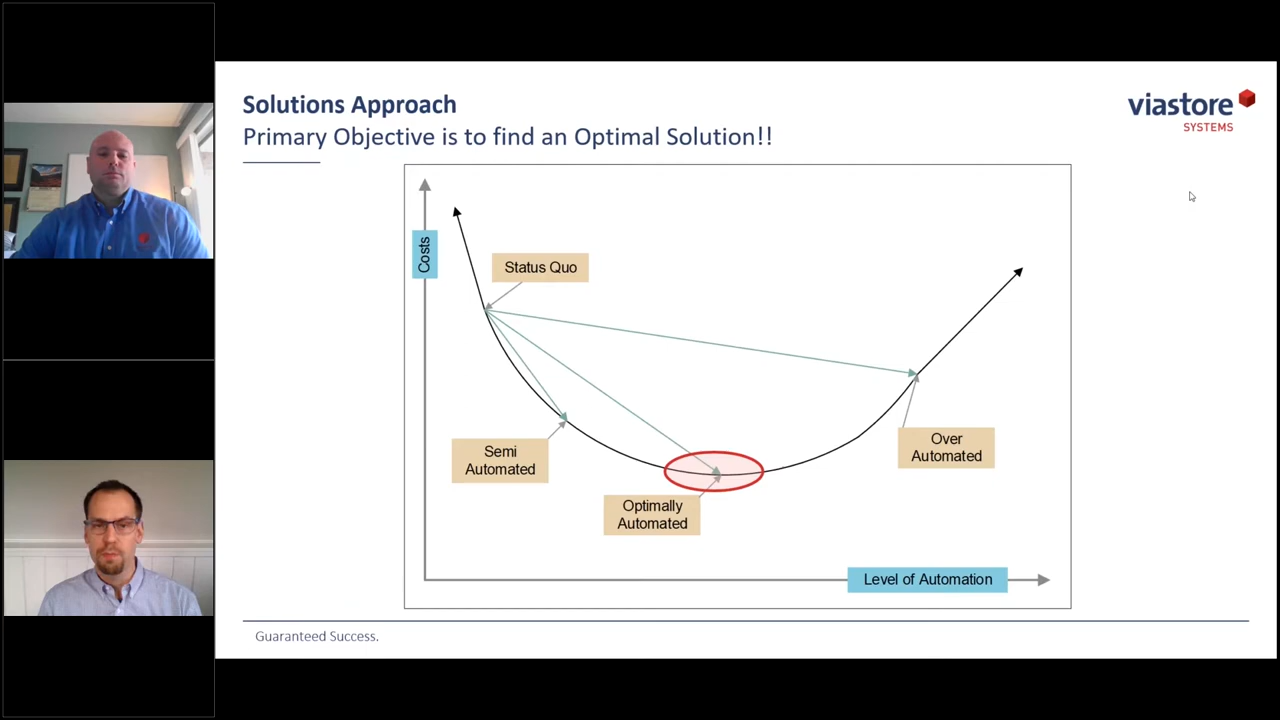 Solutions Approach
Primary Objective is to find an Optimal Solution!!
viastore
SYSTEMS
Costs
Status Quo
Semi
Automated
Optimally
Automated
Over
Automated
Level of Automation
Guaranteed Success.